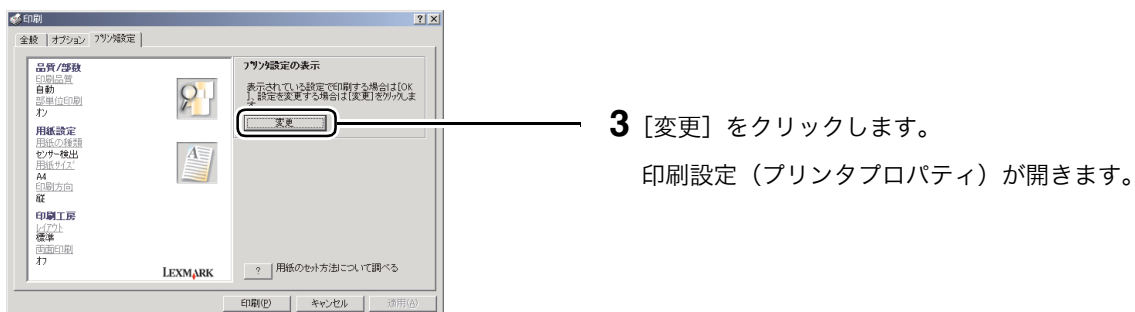 印刷
全般
オプション
プリンタ設定
品質/部数
印刷品質
自動
部単位印刷
オン
用紙設定
用紙の種類
センサー検出
用紙サイズ
A4
印刷方向
縦
印刷工房
レイアウト
標準
両面印刷
オフ
LEXMARK
プリンタ設定の表示
表示されている設定で印刷する場合は[OK
]、設定を変更する場合は[変更]をクリックしま
す
変更
? 用紙のセット方法について調べる
印刷(P)
キャンセル
適用(A)
3 [変更] をクリックします。
印刷設定(プリンタプロパティ)が開きます。